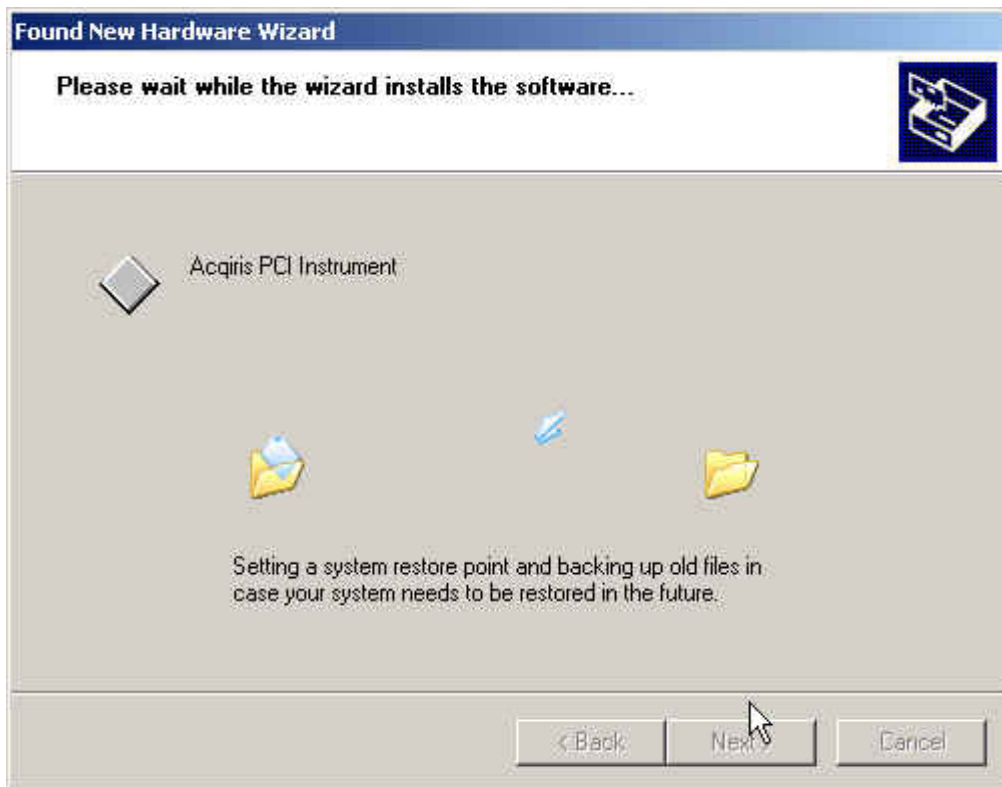 Found New Hardware Wizard
Please wait while the wizard installs the software...
Acqiris PCI Instrument
Setting a system restore point and backing up old files in
case your system needs to be restored in the future.
< Back Next > Cancel